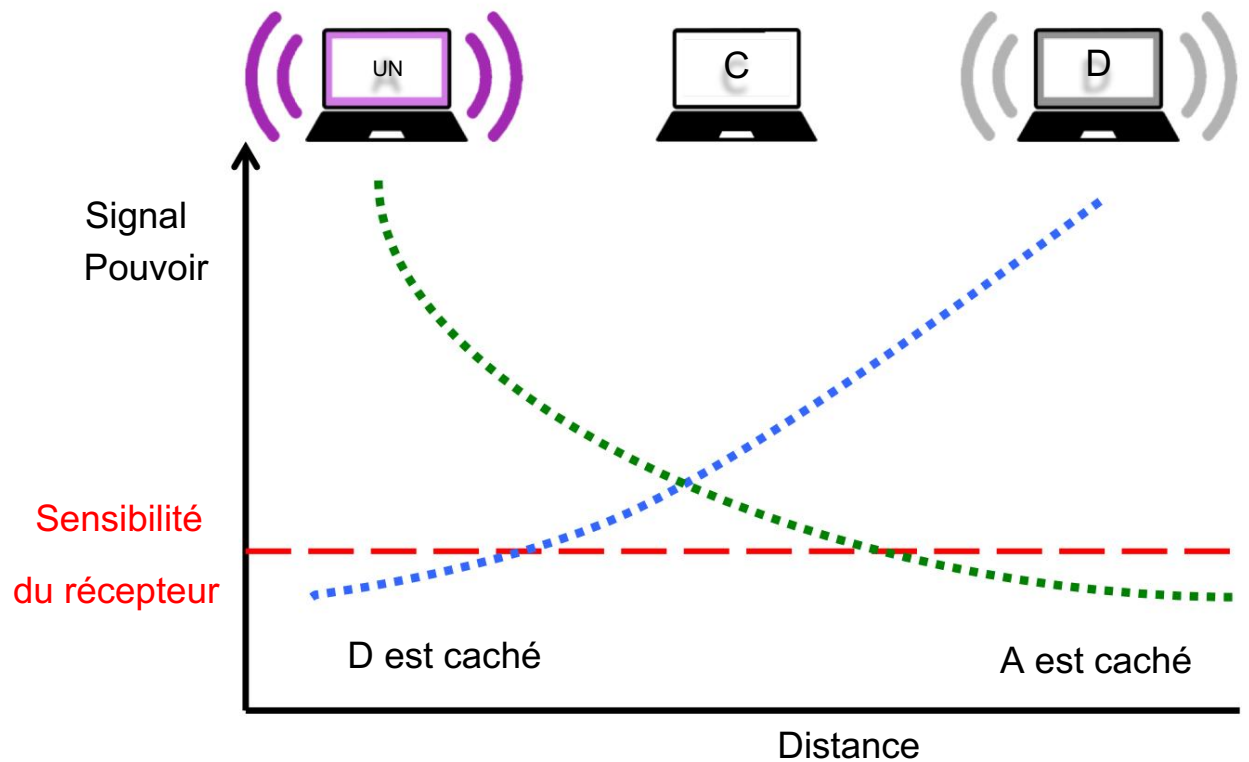 UN
C
D
Signal
Pouvoir
Sensibilité
du récepteur
D est caché
A est caché
Distance